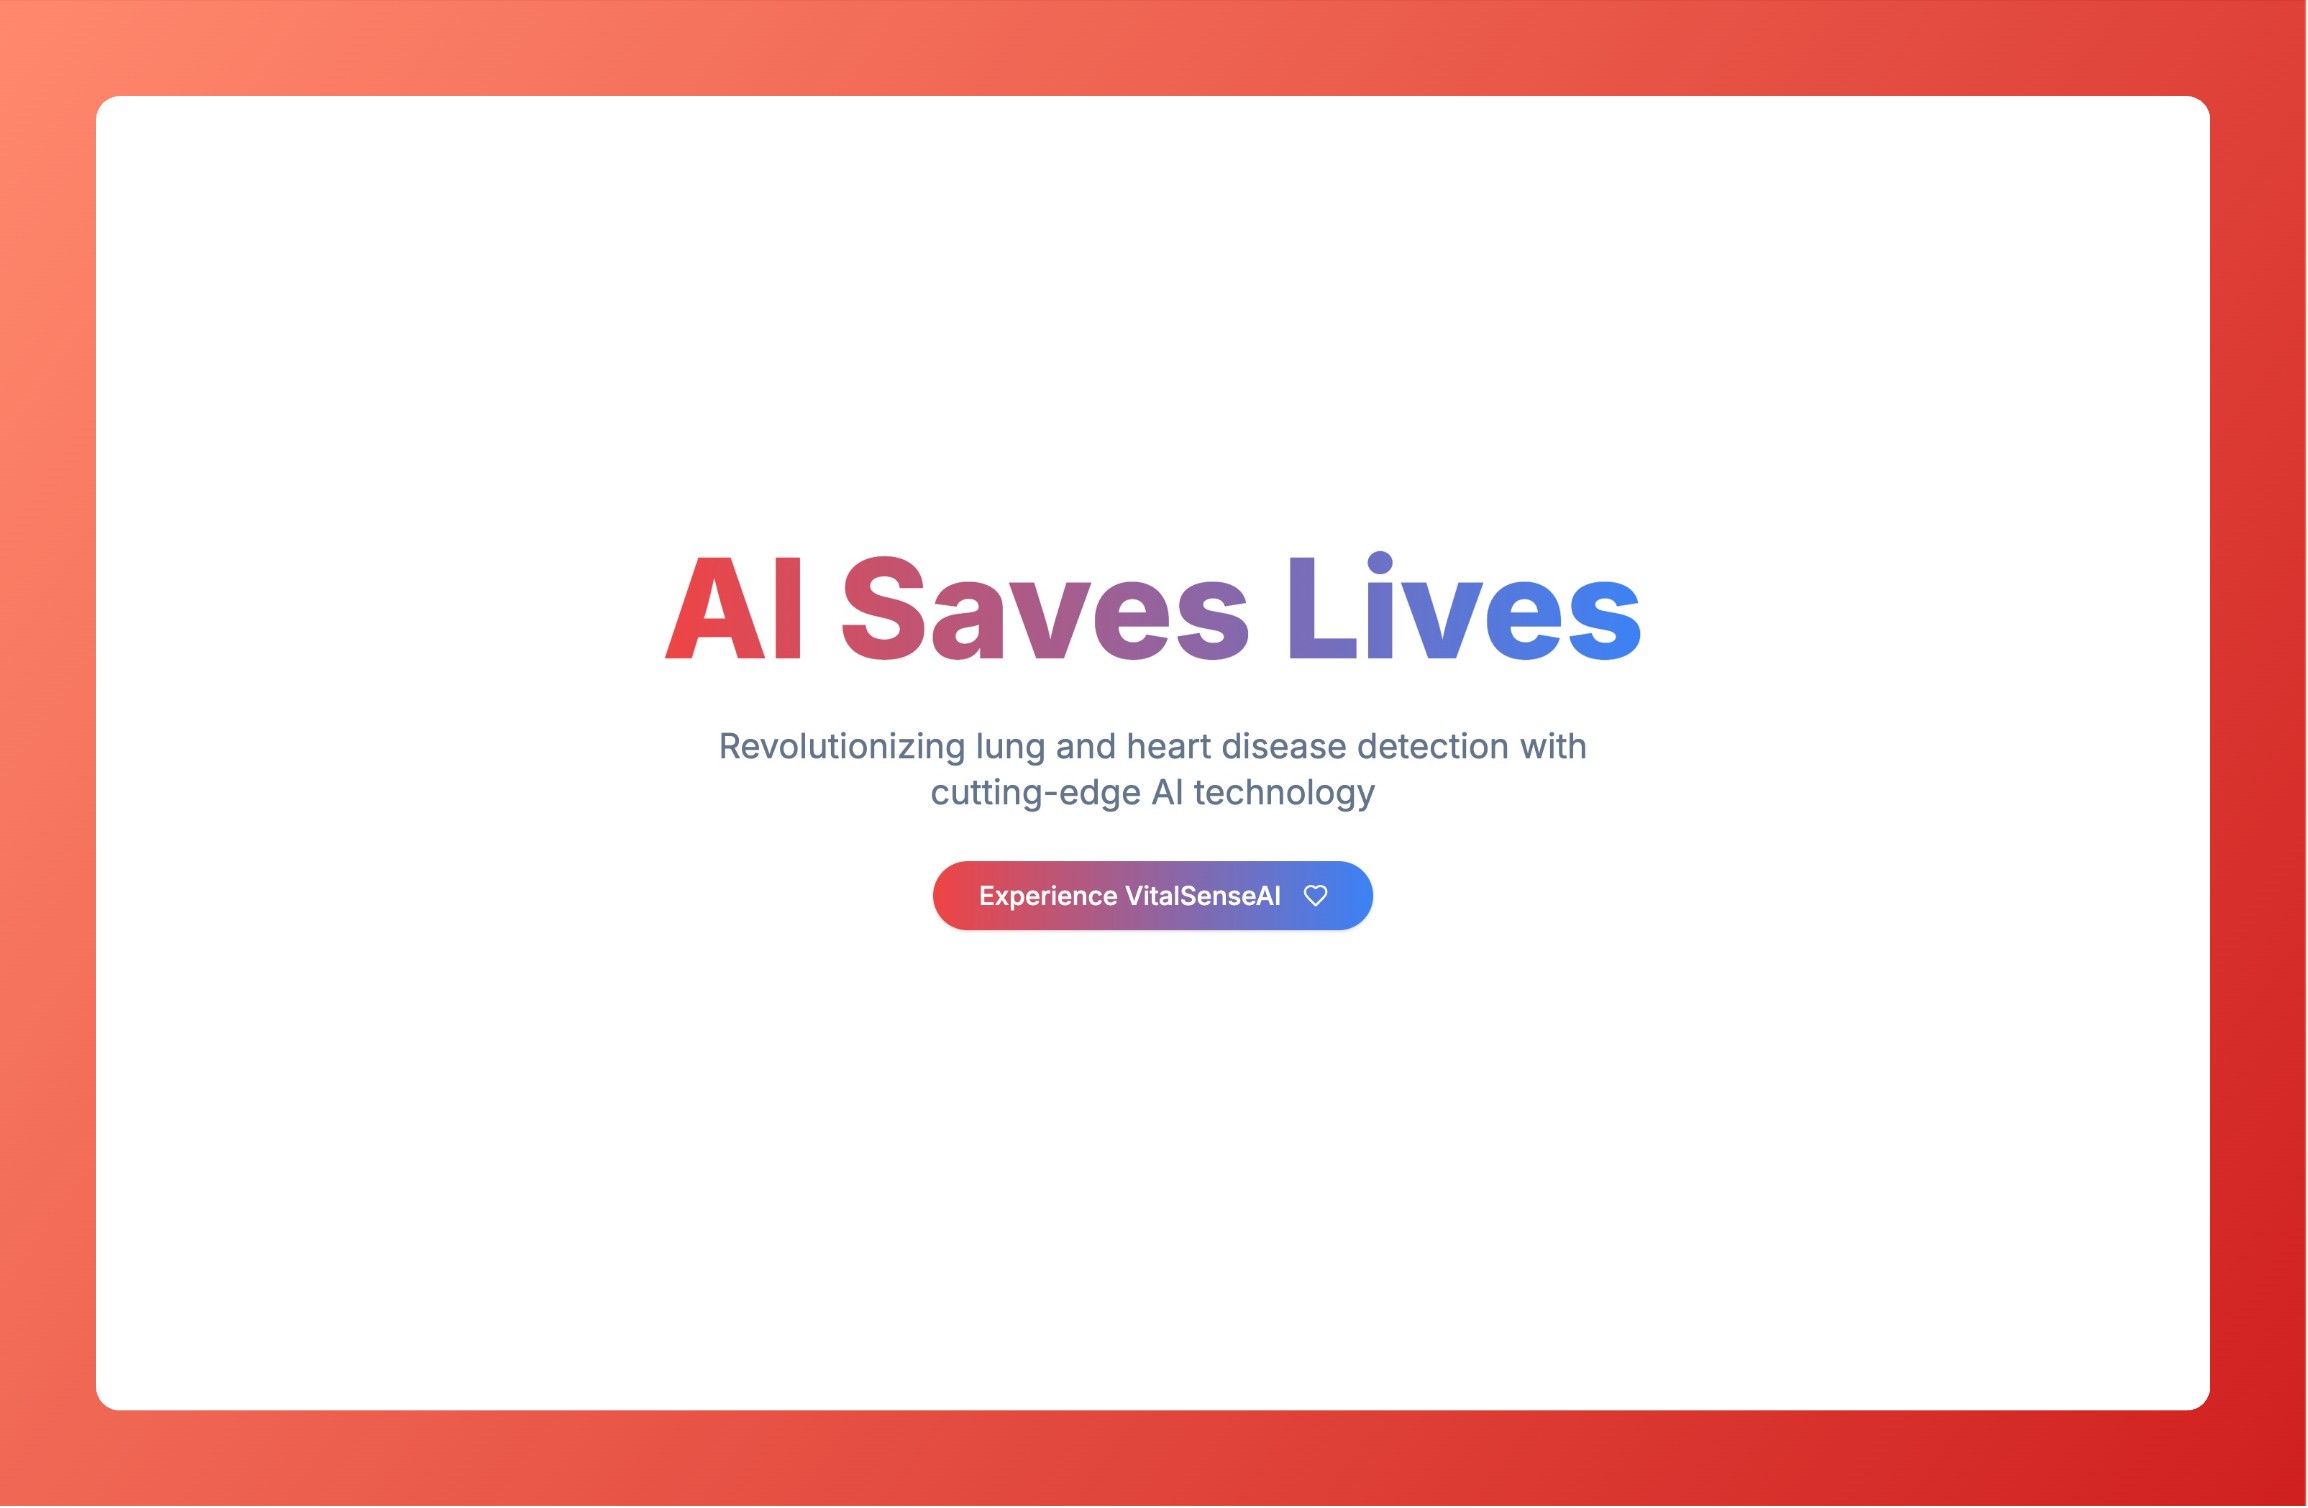 AI Saves Lives
Revolutionizing lung and heart disease detection with
cutting-edge AI technology
Experience VitalSenseAI